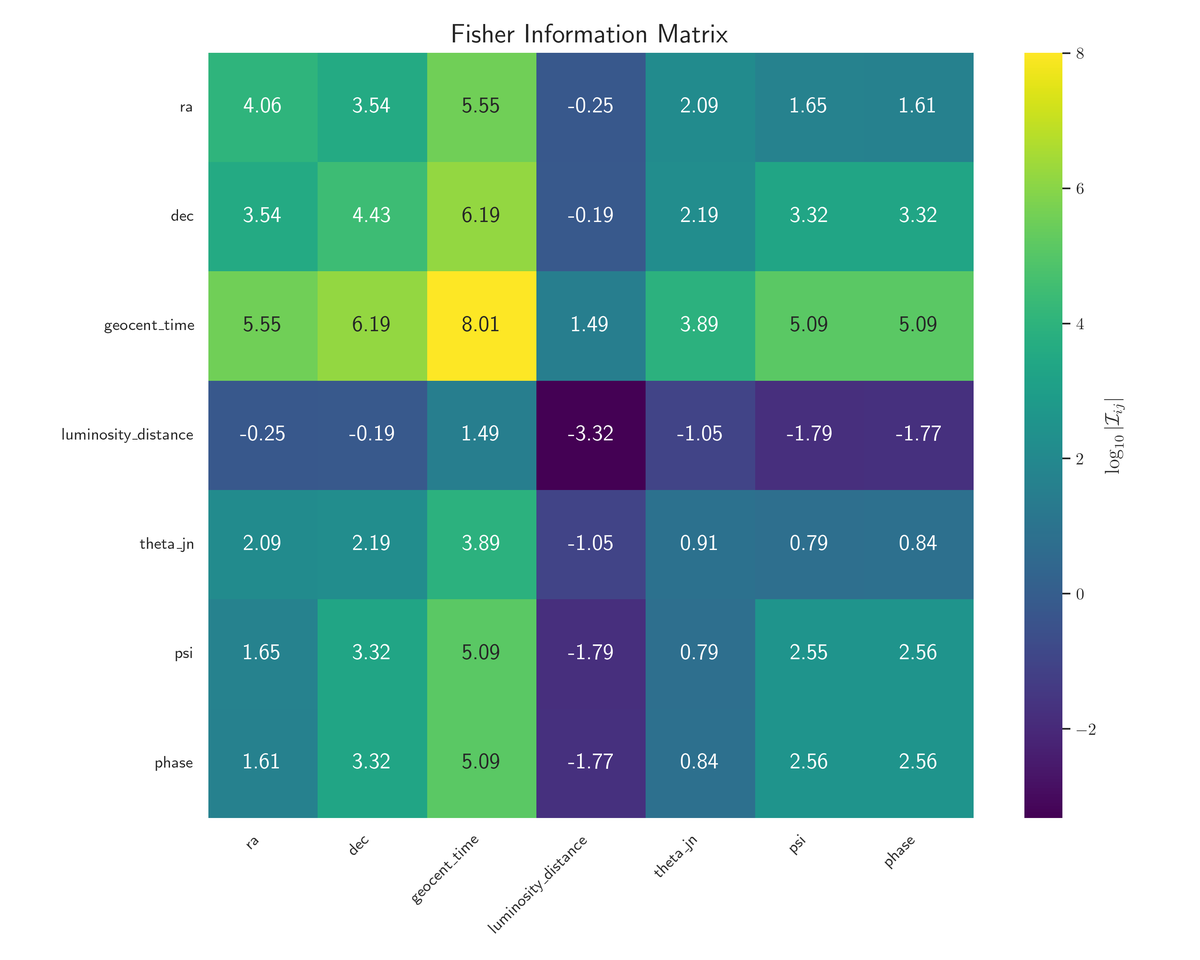 Fisher Information Matrix
ra 4.06 3.54 5.55 -0.25 2.09 1.65 1.61
dec 3.54 4.43 6.19 -0.19 2.19 3.32 3.32
geocent_time 5.55 6.19 8.01 1.49 3.89 5.09 5.09
luminosity_distance -0.25 -0.19 1.49 -3.32 -1.05 -1.79 -1.77
theta_jn 2.09 2.19 3.89 -1.05 0.91 0.79 0.84
psi 1.65 3.32 5.09 -1.79 0.79 2.55 2.56
phase 1.61 3.32 5.09 -1.77 0.84 2.56 2.56
ra dec geocent_time luminosity_distance theta_jn psi phase
8
6
4
2
0
−2
log₁₀ |𝓘ᵢⱼ|